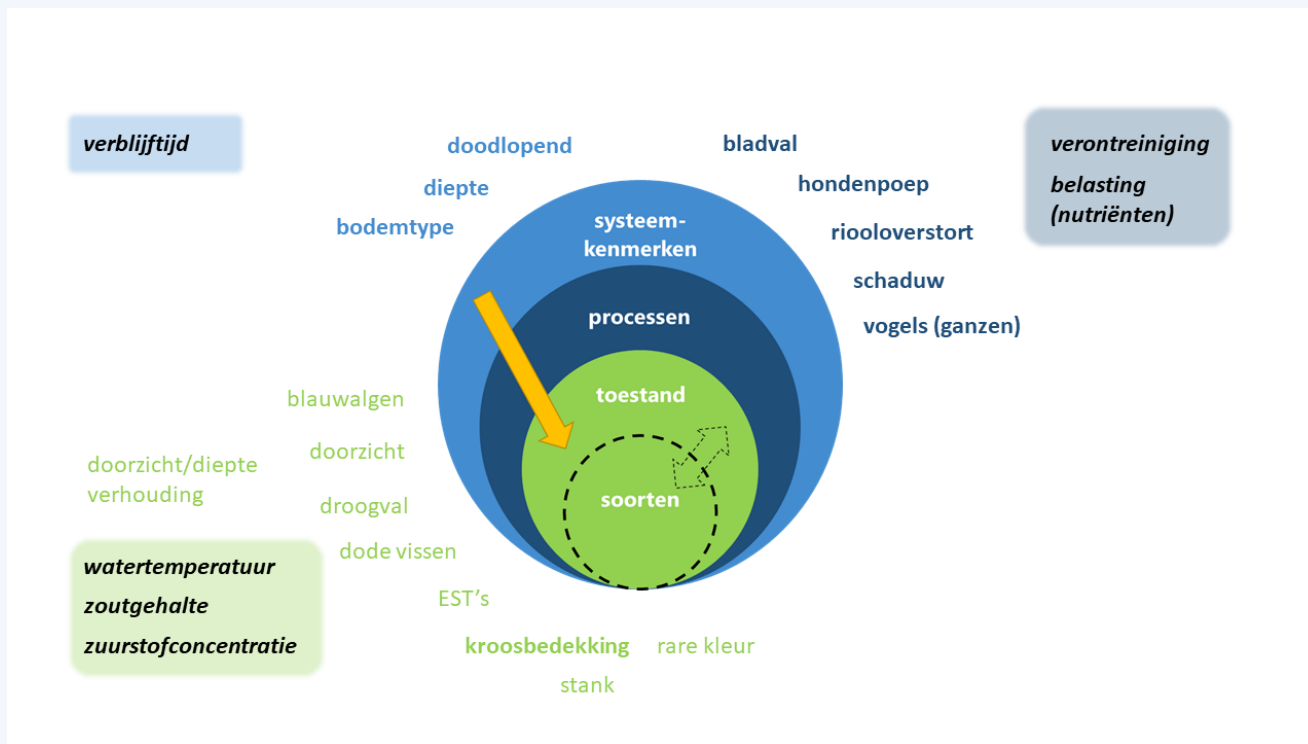 verblijftijd
doodlopend
diepte
bodemtype
bladval
hondenpoep
riooloverstort
schaduw
vogels (ganzen)
verontreiniging
belasting
(nutriënten)
systeem-
kenmerken
processen
toestand
soorten
blauwalgen
doorzicht
doorzicht/diepte
verhouding
droogval
dode vissen
EST's
kroosbedekking
rare kleur
stank
watertemperatuur
zoutgehalte
zuurstofconcentratie